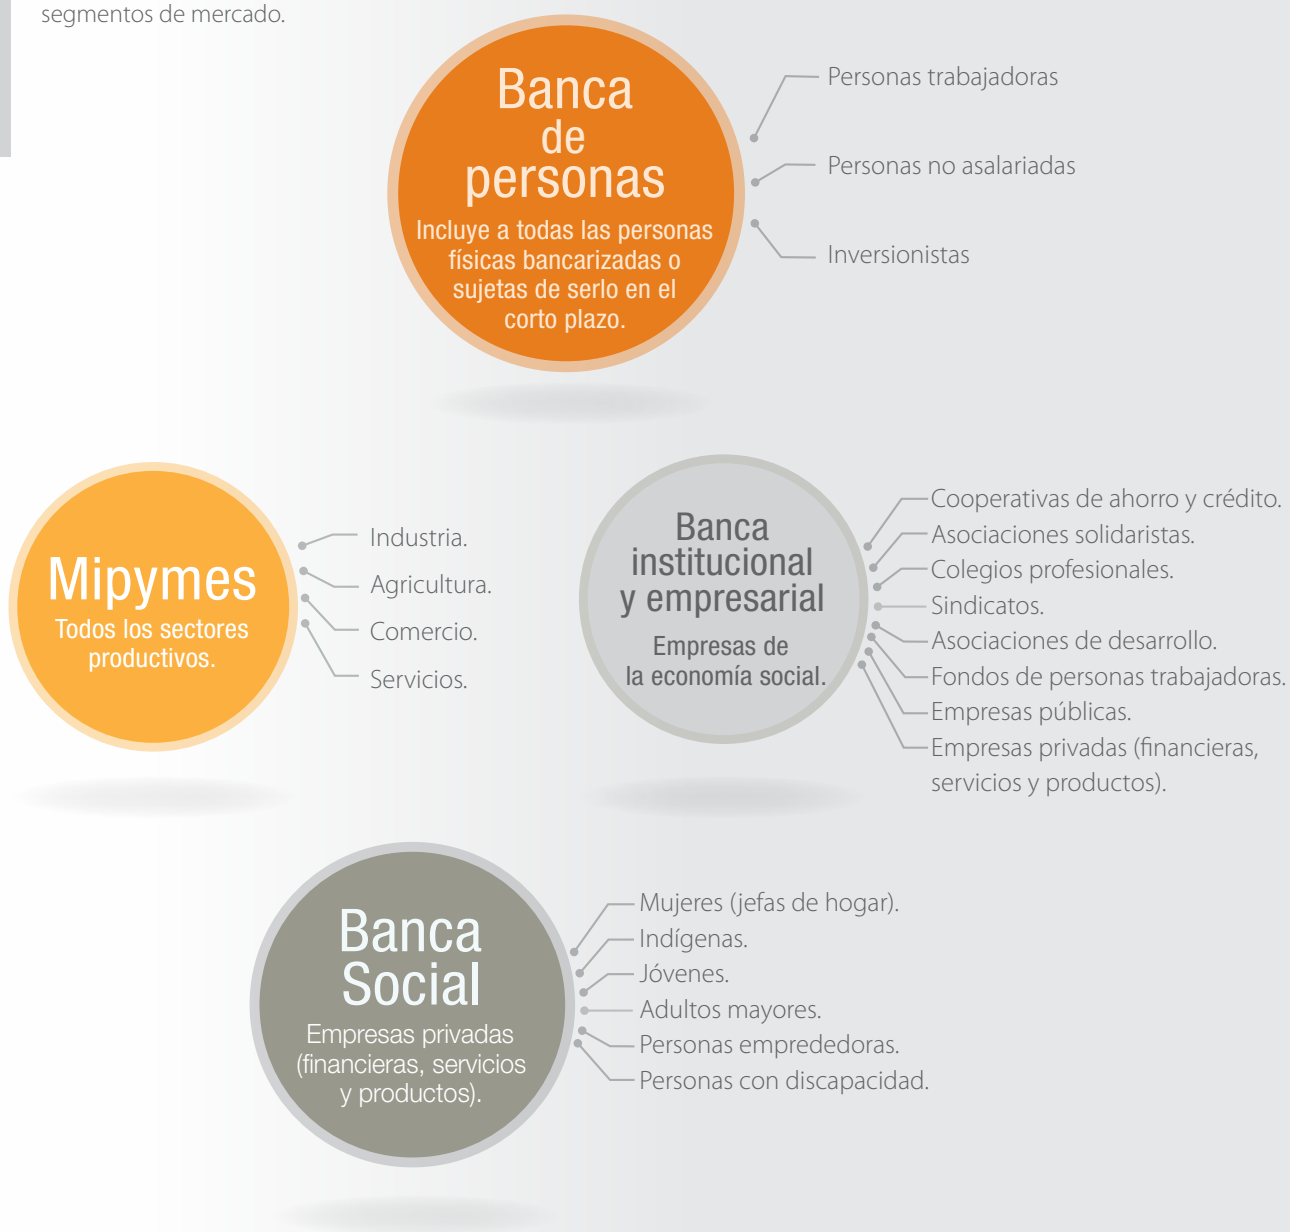 segmentos de mercado.
Banca
de
personas
Incluye a todas las personas
físicas bancarizadas o
sujetas de serlo en el
corto plazo.
Personas trabajadoras
Personas no asalariadas
Inversionistas
Mipymes
Todos los sectores
productivos.
Industria.
Agricultura.
Comercio.
Servicios.
Banca
institucional
y empresarial
Empresas de
la economía social.
Cooperativas de ahorro y crédito.
Asociaciones solidaristas.
Colegios profesionales.
Sindicatos.
Asociaciones de desarrollo.
Fondos de personas trabajadoras.
Empresas públicas.
Empresas privadas (financieras,
servicios y productos).
Banca
Social
Empresas privadas
(financieras, servicios
y productos).
Mujeres (jefas de hogar).
Indígenas.
Jóvenes.
Adultos mayores.
Personas emprededoras.
Personas con discapacidad.